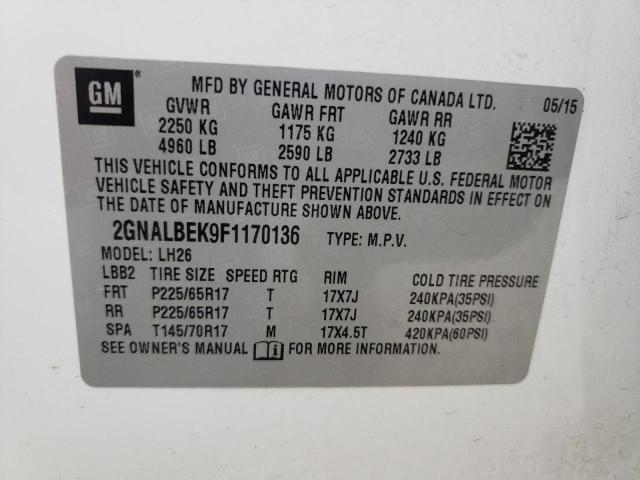 GM
MFD BY GENERAL MOTORS OF CANADA LTD. 05/15
GVWR GAWR FRT GAWR RR
2250 KG 1175 KG 1240 KG
4960 LB 2590 LB 2733 LB
THIS VEHICLE CONFORMS TO ALL APPLICABLE U.S. FEDERAL MOTOR
VEHICLE SAFETY AND THEFT PREVENTION STANDARDS IN EFFECT ON
THE DATE OF MANUFACTURE SHOWN ABOVE.
2GNALBEK9F1170136 TYPE: M.P.V.
MODEL: LH26
LBB2 TIRE SIZE SPEED RTG RIM COLD TIRE PRESSURE
FRT P225/65R17 T 17X7J 240KPA(35PSI)
RR P225/65R17 T 17X7J 240KPA(35PSI)
SPA T145/70R17 M 17X4.5T 420KPA(60PSI)
SEE OWNER'S MANUAL FOR MORE INFORMATION.